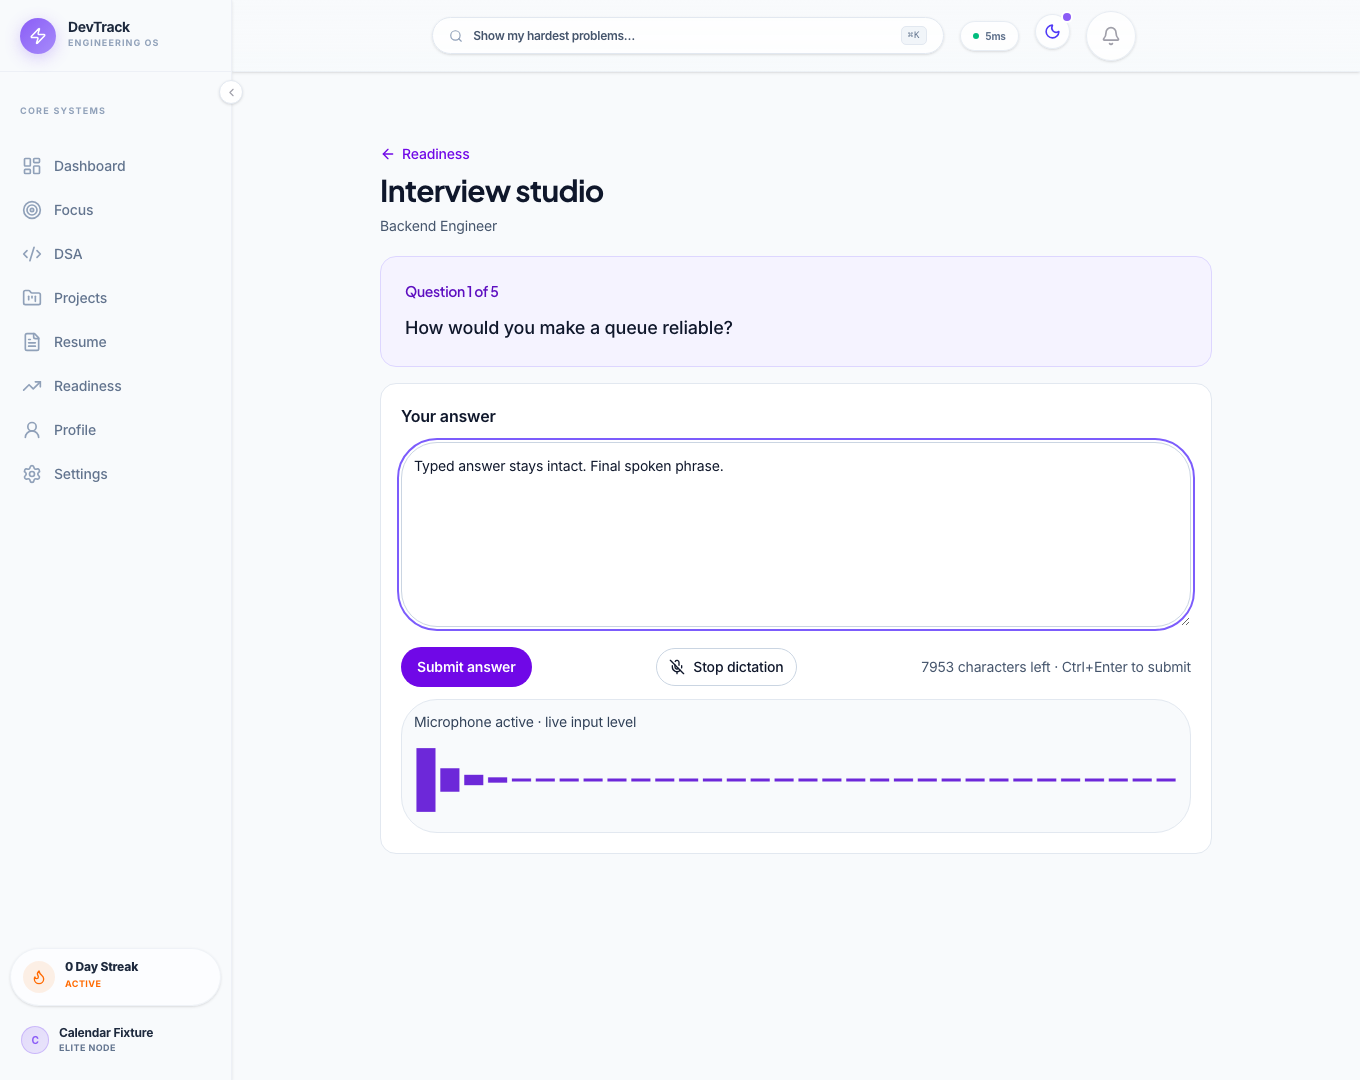 DevTrack
ENGINEERING OS
Show my hardest problems...
⌘K
5ms
CORE SYSTEMS
Dashboard
Focus
DSA
Projects
Resume
Readiness
Profile
Settings
0 Day Streak
ACTIVE
C
Calendar Fixture
ELITE NODE
Readiness
Interview studio
Backend Engineer
Question 1 of 5
How would you make a queue reliable?
Your answer
Typed answer stays intact. Final spoken phrase.
Submit answer
Stop dictation
7953 characters left · Ctrl+Enter to submit
Microphone active · live input level